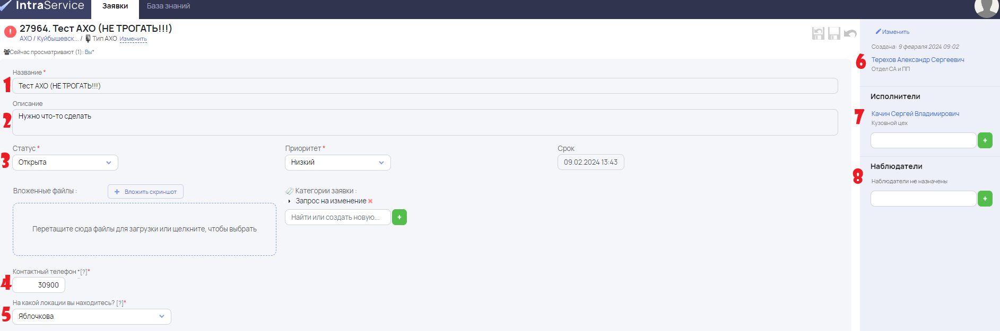 IntraService Заявки База знаний
27964. Тест АХО (НЕ ТРОГАТЬ!!!)
АХО / Куйбышевск... / Тип АХО Изменить
Сейчас просматривают (1): Вы*
Название *
1 Тест АХО (НЕ ТРОГАТЬ!!!)
Описание
2 Нужно что-то сделать
Статус * Приоритет * Срок
3 Открыта Низкий 09.02.2024 13:43
Вложенные файлы : + Вложить скриншот Категории заявки :
Запрос на изменение
Найти или создать новую... +
Перетащите сюда файлы для загрузки или щелкните, чтобы выбрать
Контактный телефон *[?]*
4 30900
На какой локации вы находитесь? [?]*
5 Яблочкова
Изменить
Создана: 9 февраля 2024 09:02
6 Терехов Александр Сергеевич
Отдел СА и ПП
Исполнители
7 Качин Сергей Владимирович
Кузовной цех
+
Наблюдатели
8 Наблюдатели не назначены
+